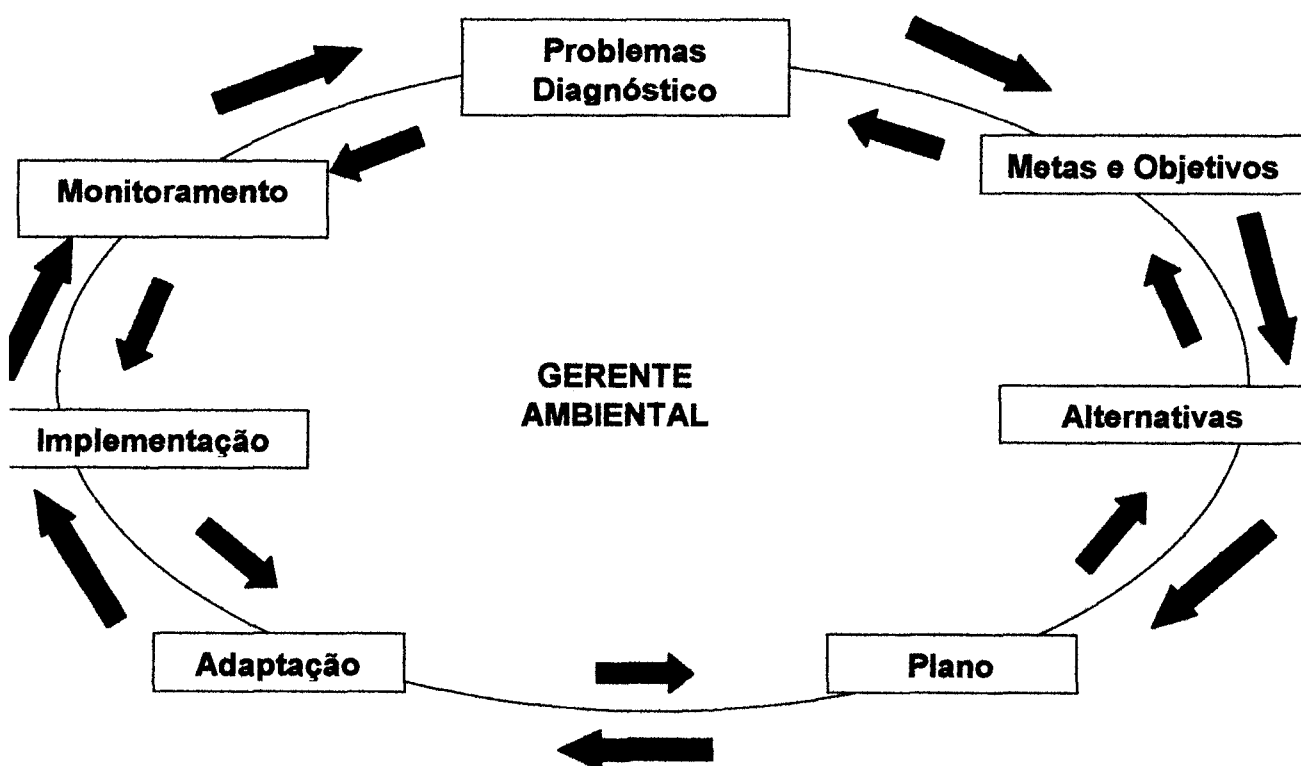 Problemas
Diagnóstico
Metas e Objetivos
Monitoramento
GERENTE
AMBIENTAL
Alternativas
Implementação
Adaptação
Plano